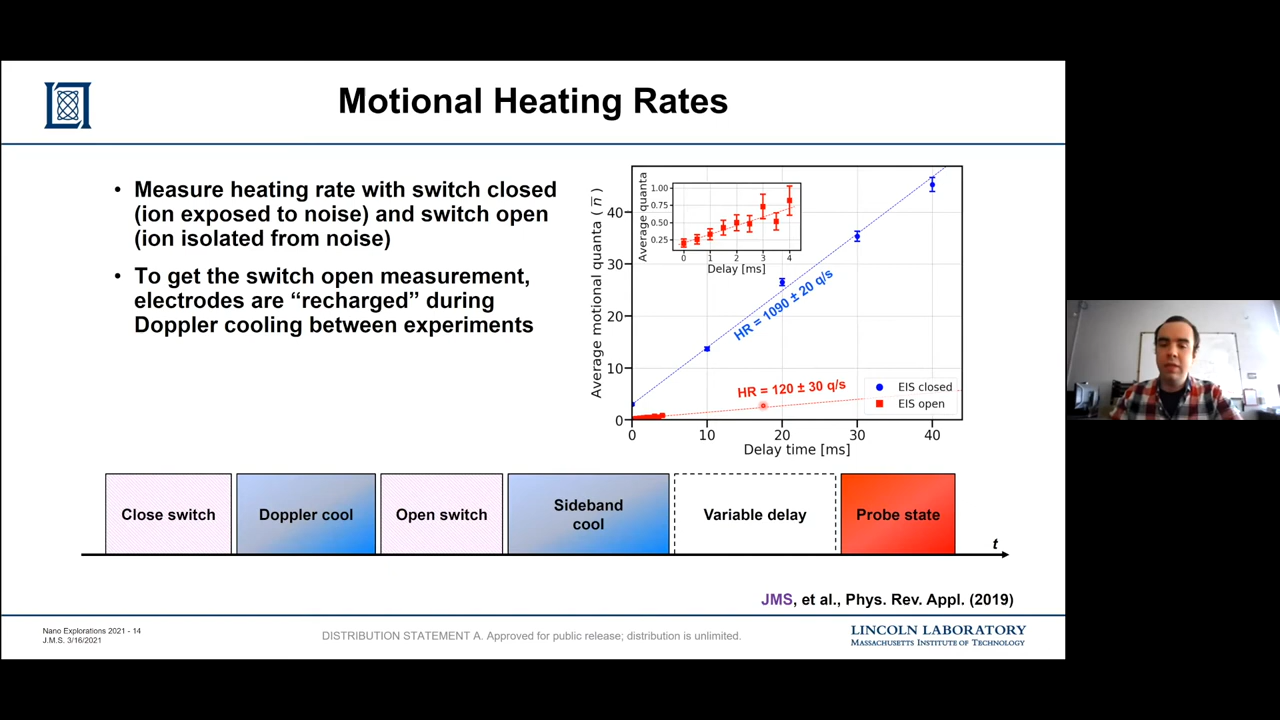 Motional Heating Rates
• Measure heating rate with switch closed
(ion exposed to noise) and switch open
(ion isolated from noise)
• To get the switch open measurement,
electrodes are “recharged” during
Doppler cooling between experiments
Average motional quanta ( n̅ )
40
30
20
10
0
0 10 20 30 40
Delay time [ms]
Average quanta
1.00
0.75
0.50
0.25
0 1 2 3 4
Delay [ms]
HR = 1090 ± 20 q/s
HR = 120 ± 30 q/s
EIS closed
EIS open
Close switch
Doppler cool
Open switch
Sideband
cool
Variable delay
Probe state
t
JMS, et al., Phys. Rev. Appl. (2019)
Nano Explorations 2021 - 14
J.M.S. 3/16/2021
DISTRIBUTION STATEMENT A. Approved for public release; distribution is unlimited.
LINCOLN LABORATORY
MASSACHUSETTS INSTITUTE OF TECHNOLOGY